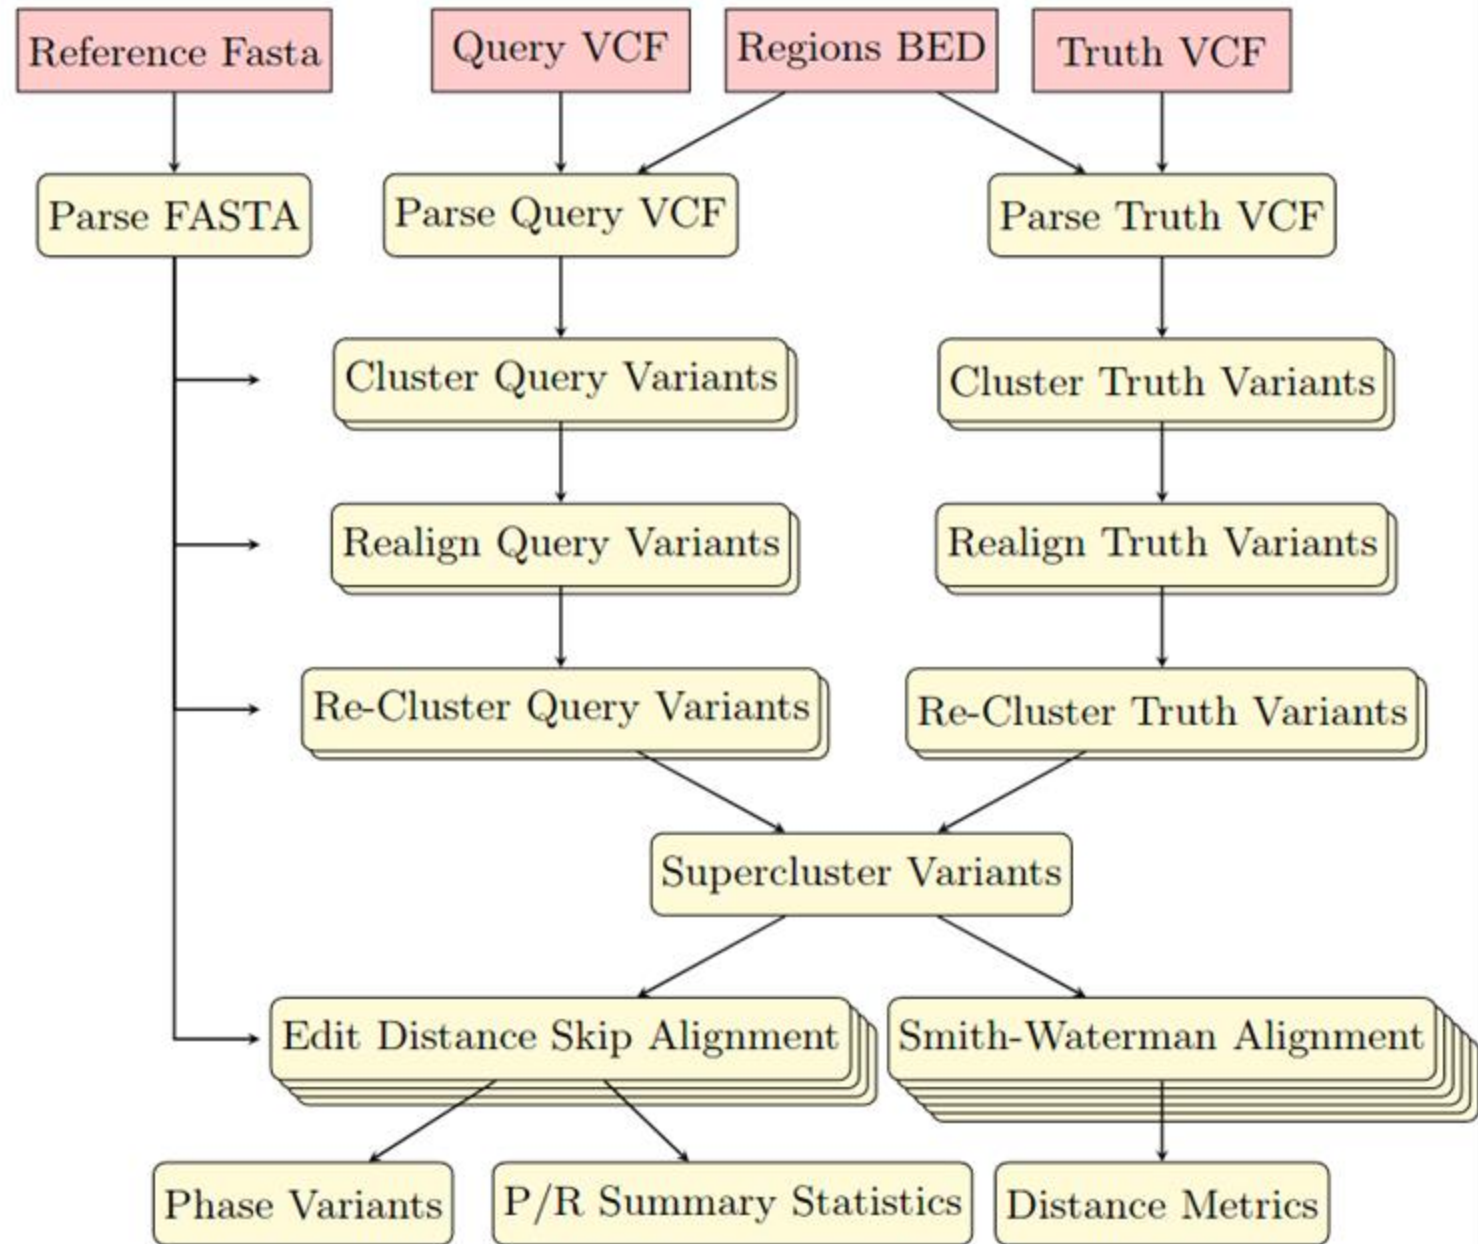 Reference Fasta
Query VCF
Regions BED
Truth VCF
Parse FASTA
Parse Query VCF
Parse Truth VCF
Cluster Query Variants
Cluster Truth Variants
Realign Query Variants
Realign Truth Variants
Re-Cluster Query Variants
Re-Cluster Truth Variants
Supercluster Variants
Edit Distance Skip Alignment
Smith-Waterman Alignment
Phase Variants
P/R Summary Statistics
Distance Metrics